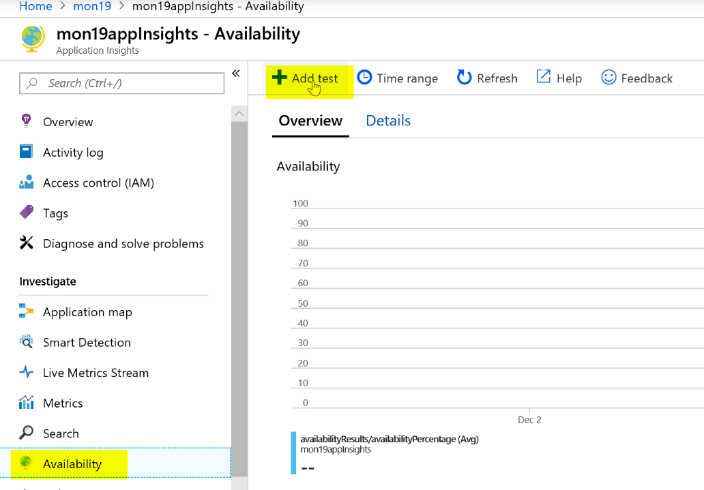 Home > mon19 > mon19appInsights - Availability
mon19appInsights - Availability
Application Insights
Search (Ctrl+/)
«
Overview
Activity log
Access control (IAM)
Tags
Diagnose and solve problems
Investigate
Application map
Smart Detection
Live Metrics Stream
Metrics
Search
Availability
Add test
Time range
Refresh
Help
Feedback
Overview
Details
Availability
100
90
80
70
60
50
40
30
20
10
0
Dec 2
availabilityResults/availabilityPercentage (Avg)
mon19appInsights
--